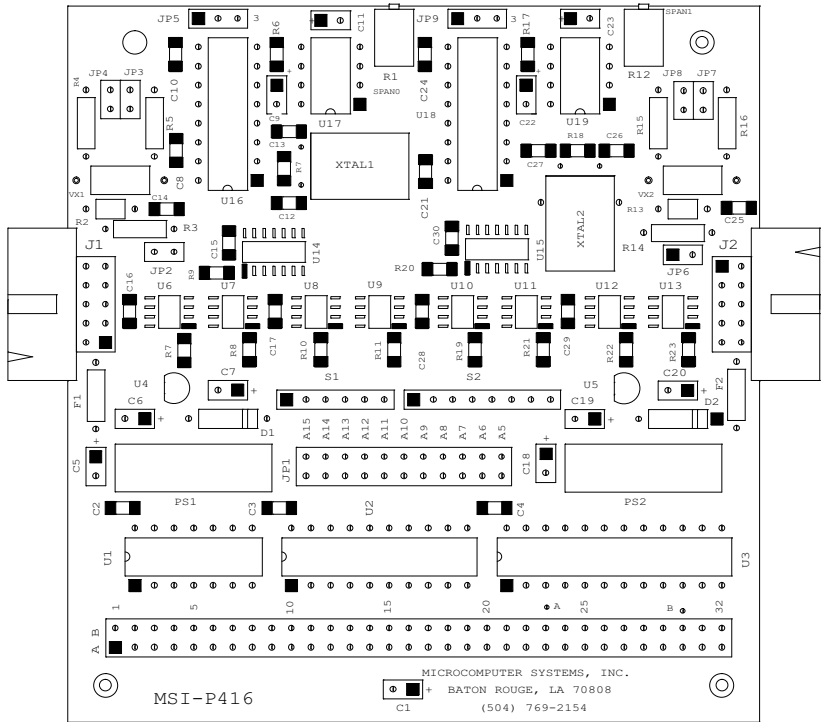 JP5 3 R6 + C11 JP9 3 R17 + C23 SPAN1
R1 R12
SPAN0
C10 C24
JP4 JP3 JP8 JP7
R4 R5 + C9 U17 U18 + C22 U19 R15 R16
C13 R7 XTAL1 C27 R18 C26
C8 C21
VX1 VX2
C14 U16 C12 XTAL2 C25
R2 R3 R13 R14
C15 U14 C30 U15
J1 JP2 R9 R20 JP6 J2
C16 U6 U7 U8 U9 U10 U11 U12 U13
R7 R8 C17 R10 R11 C28 R19 R21 C29 R22 R23
F1 U4 C7 + S1 S2 U5 C20 + F2
C6 + D1 C19 + D2
A15 A14 A13 A12 A11 A10 A9 A8 A7 A6 A5
C5 + JP1 C18 +
PS1 PS2
C2 C3 U2 C4
U1 U3
1 5 10 15 20 A 25 B 32
A B
MSI-P416
C1 +
MICROCOMPUTER SYSTEMS, INC.
BATON ROUGE, LA 70808
(504) 769-2154